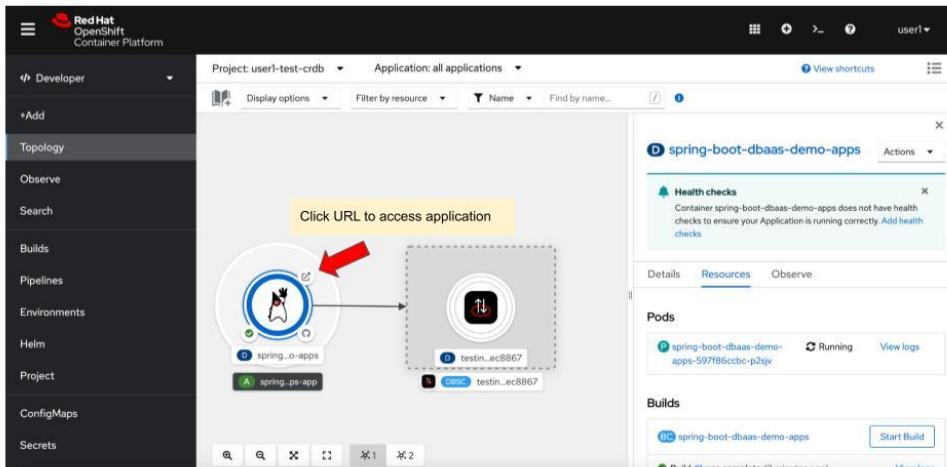 Red Hat
OpenShift
Container Platform
>_
user1
</> Developer
+Add
Topology
Observe
Search
Builds
Pipelines
Environments
Helm
Project
ConfigMaps
Secrets
Project: user1-test-crdb
Application: all applications
View shortcuts
Display options
Filter by resource
Name
Find by name...
/
Click URL to access application
D spring...o-apps
A spring...ps-app
D testin...ec8867
DBSC testin...ec8867
1
2
D spring-boot-dbaas-demo-apps
Actions
Health checks
Container spring-boot-dbaas-demo-apps does not have health
checks to ensure your Application is running correctly. Add health
checks
Details Resources Observe
Pods
P spring-boot-dbaas-demo-
apps-597f86ccbc-p2sjv
Running
View logs
Builds
BC spring-boot-dbaas-demo-apps
Start Build